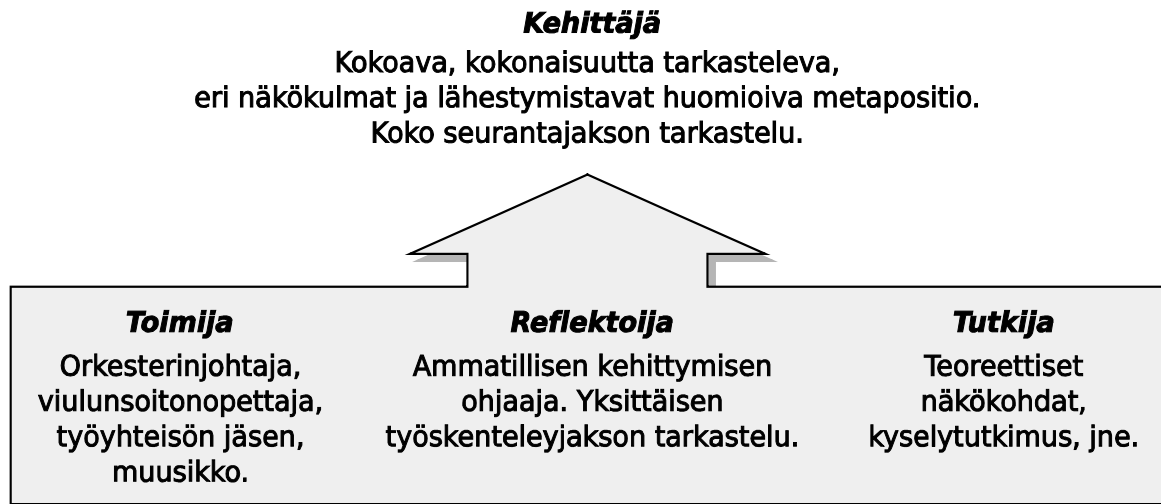 Kehittäjä
Kokoava, kokonaisuutta tarkasteleva,
eri näkökulmat ja lähestymistavat huomioiva metapositio.
Koko seurantajakson tarkastelu.
Toimija
Orkesterinjohtaja,
viulunsoitonopettaja,
työyhteisön jäsen,
muusikko.
Reflektoija
Ammatillisen kehittymisen
ohjaaja. Yksittäisen
työskenteleyjakson tarkastelu.
Tutkija
Teoreettiset
näkökohdat,
kyselytutkimus, jne.